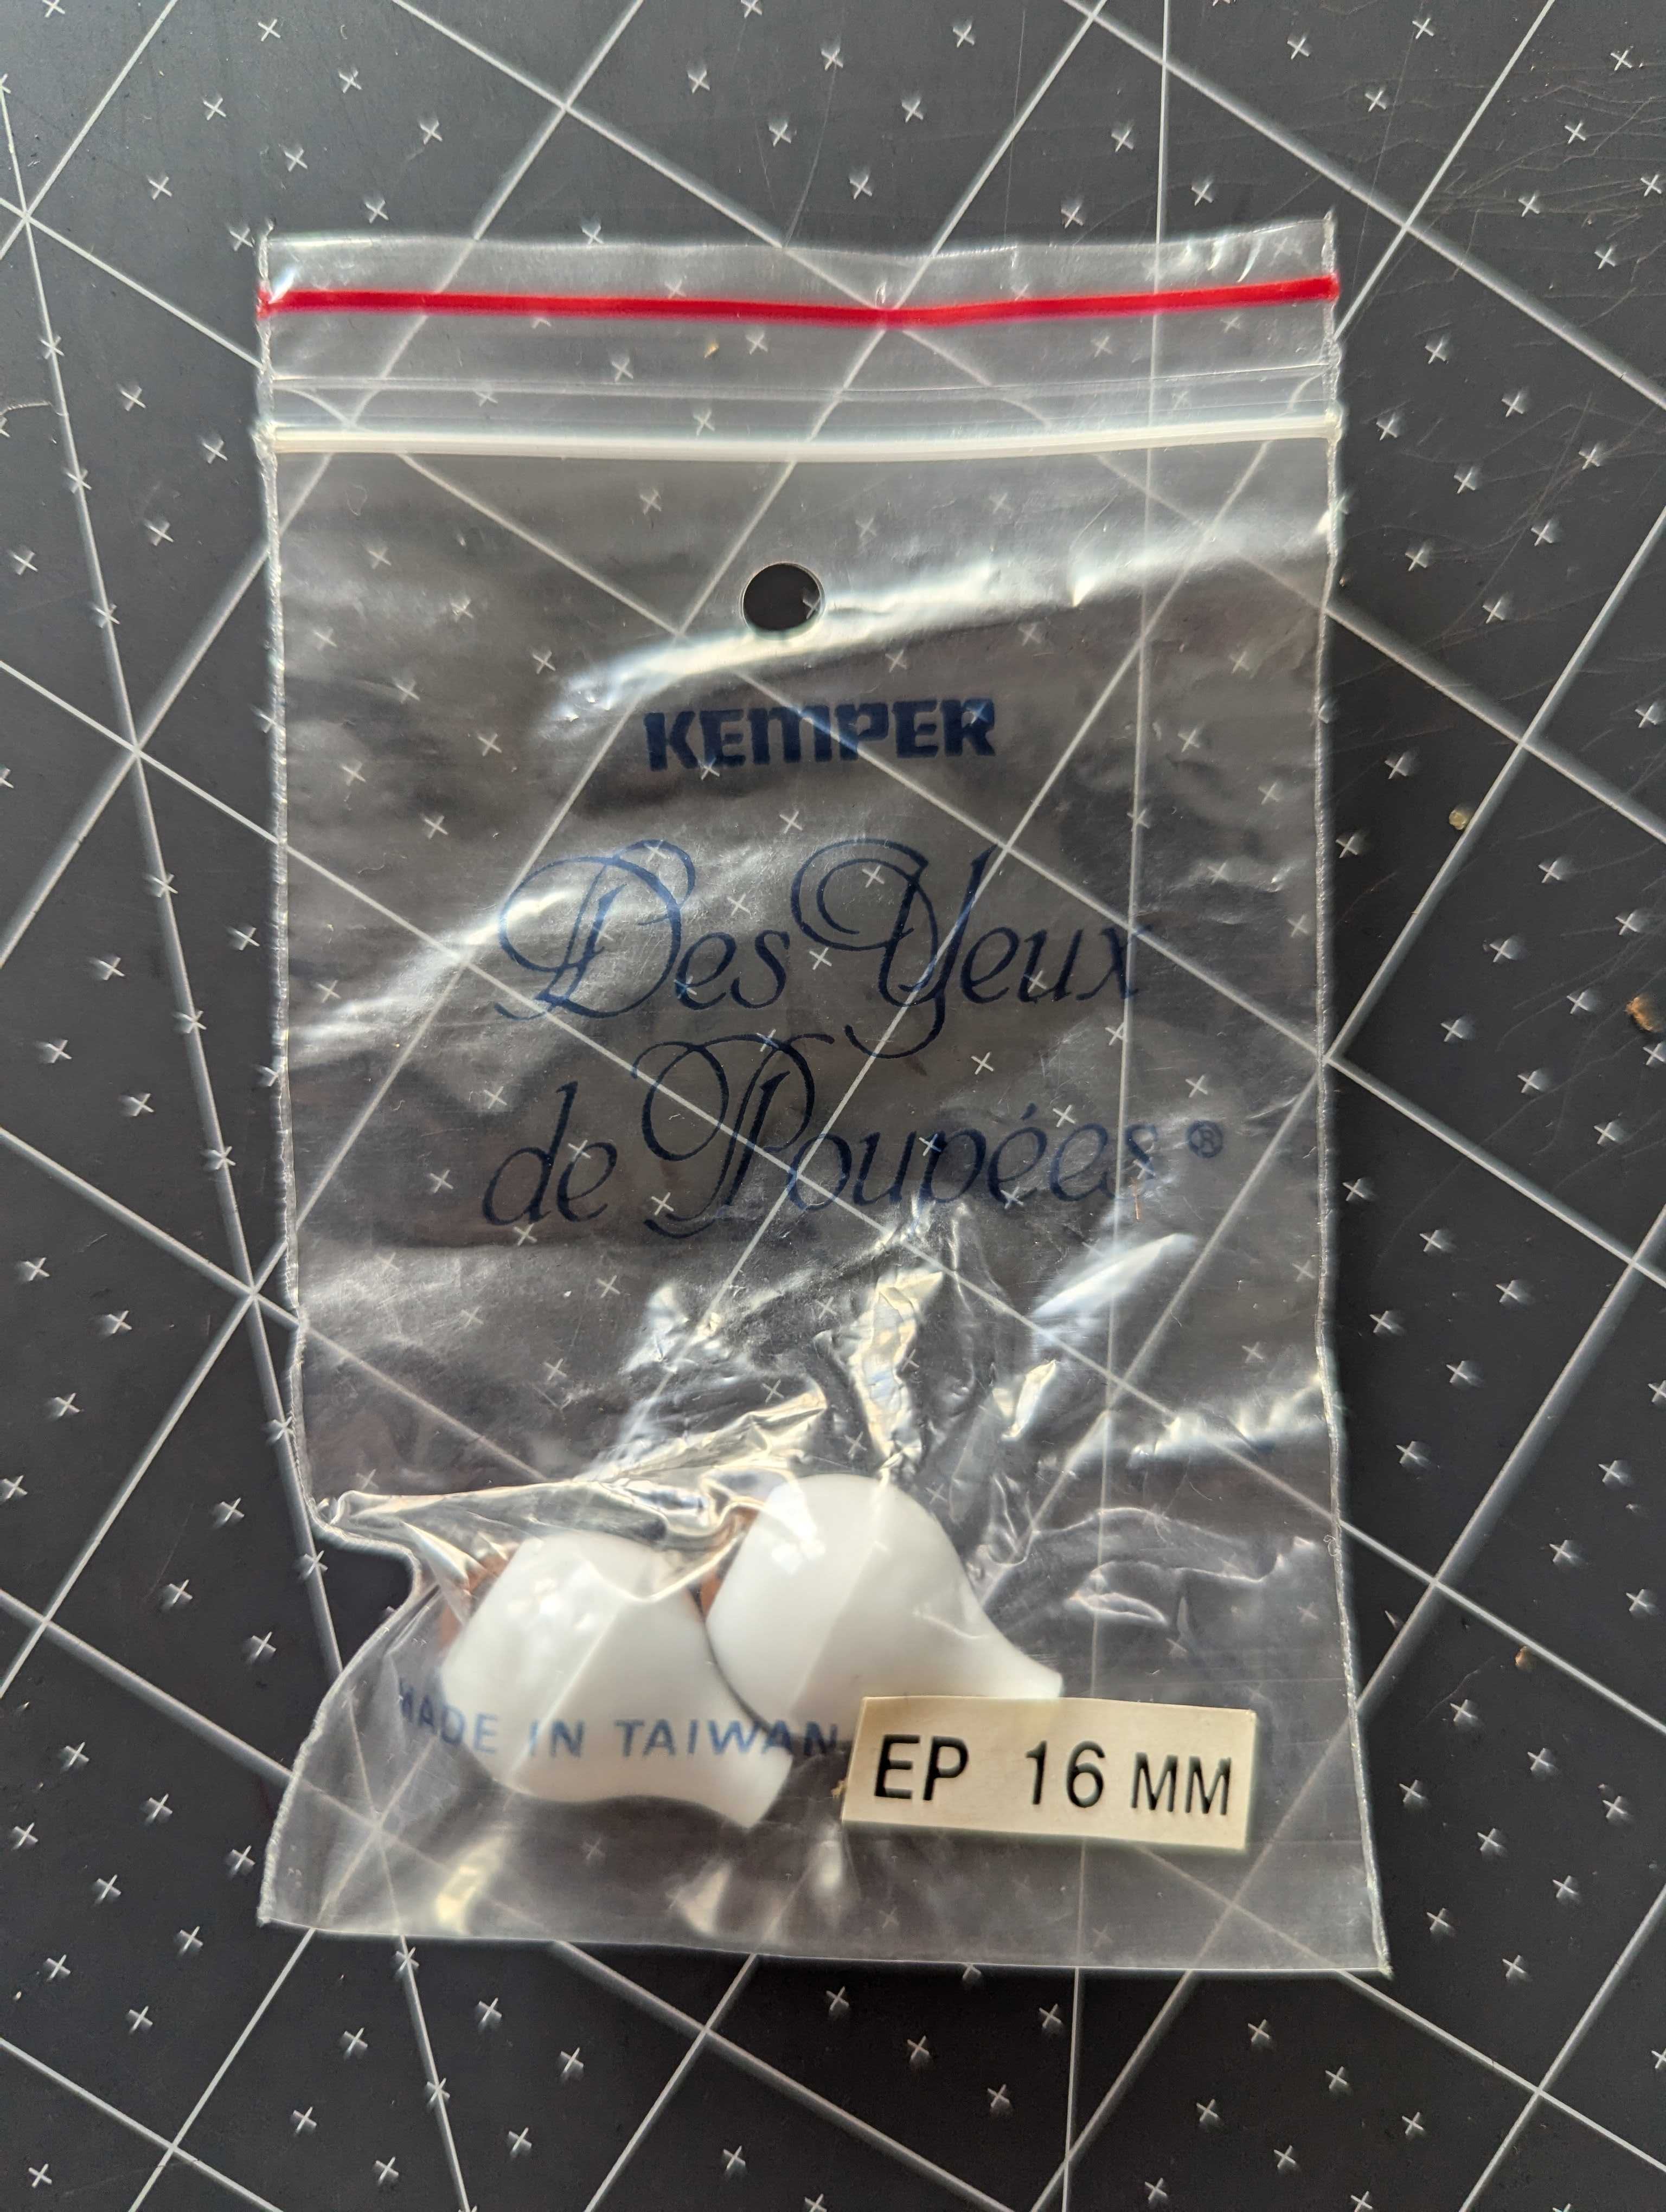 KEMPER
Des Yeux
de Poupées ®
MADE IN TAIWAN
EP 16 MM